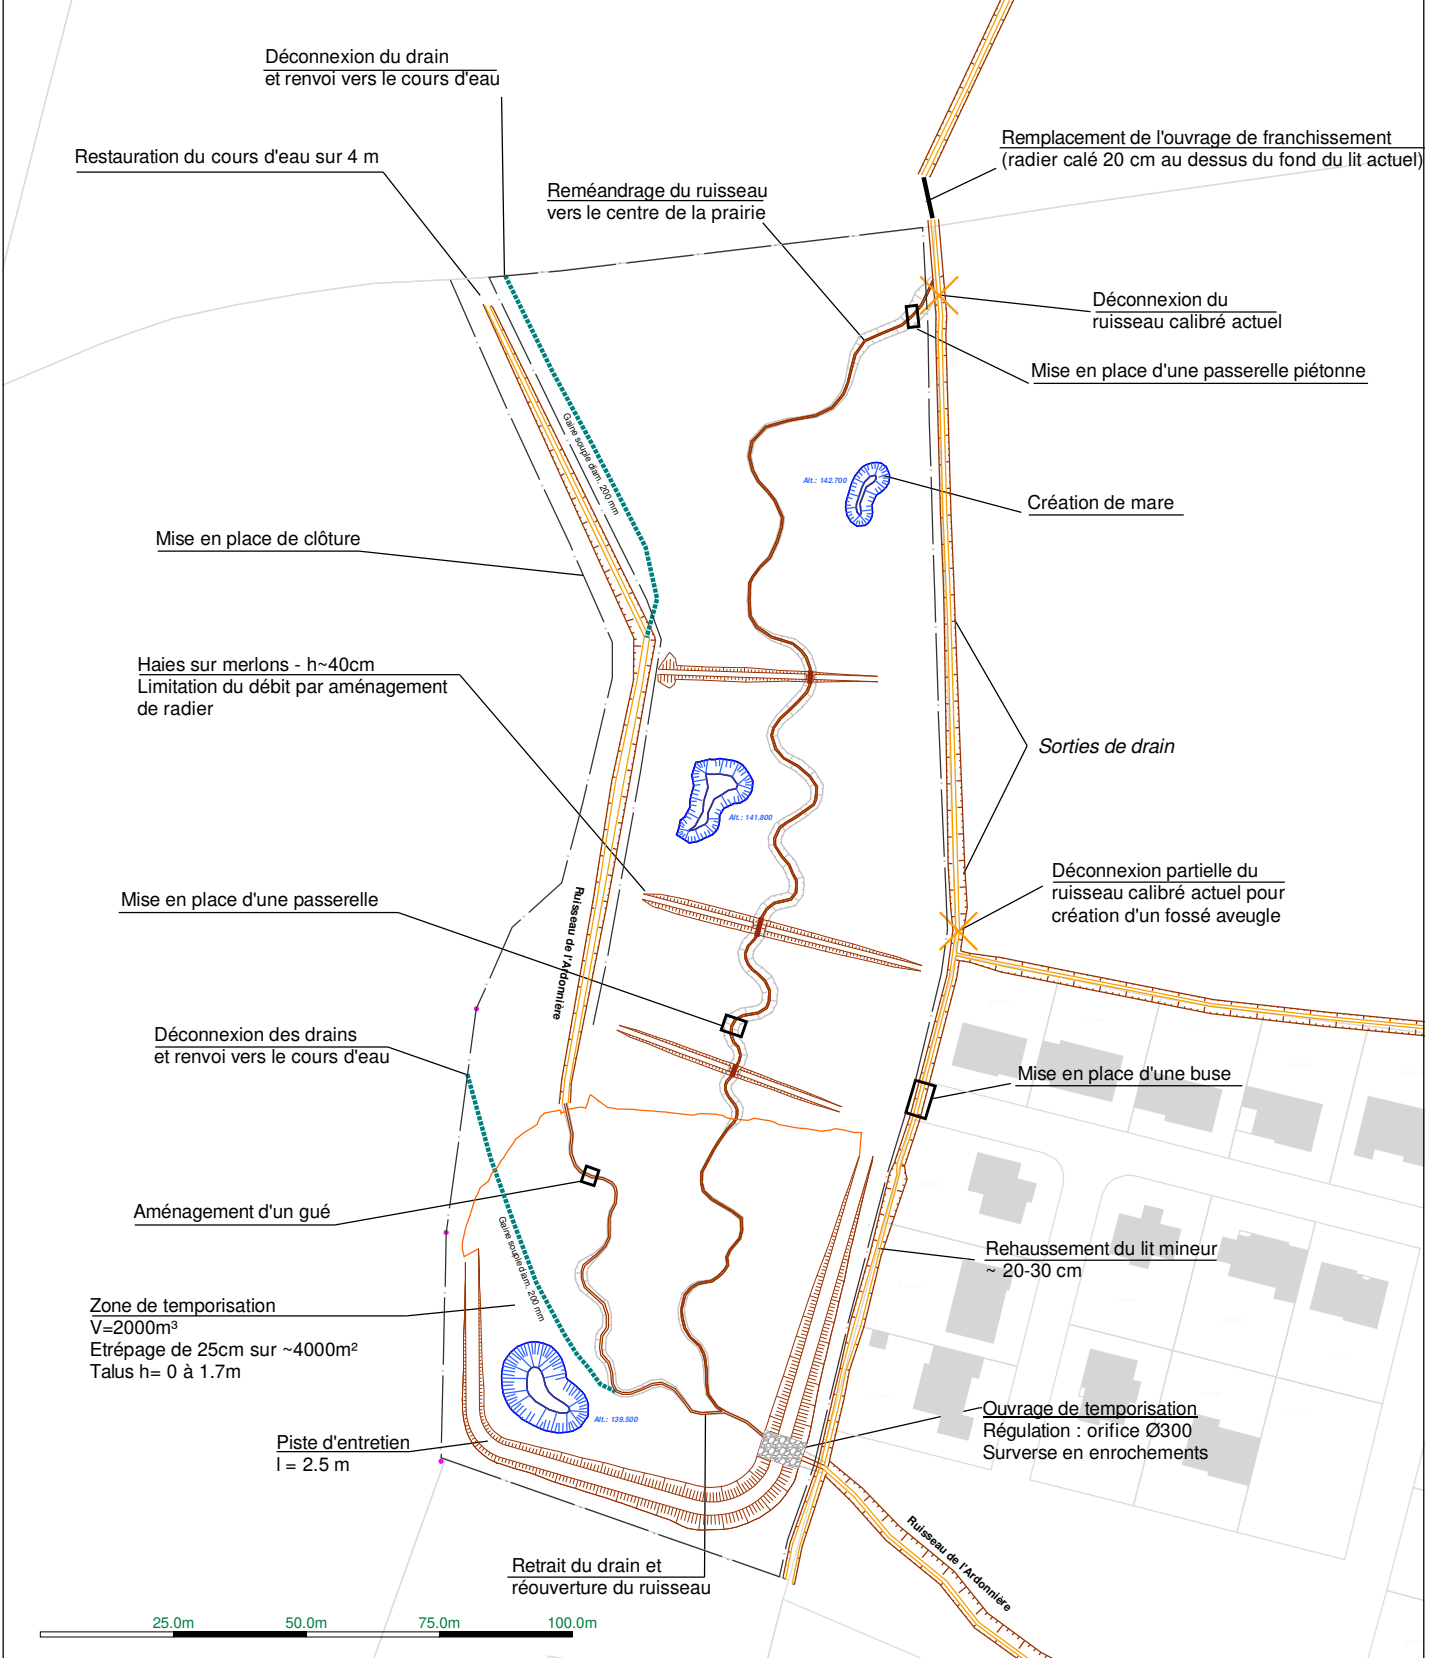 Déconnexion du drain
et renvoi vers le cours d'eau
Restauration du cours d'eau sur 4 m
Reméandrage du ruisseau
vers le centre de la prairie
Remplacement de l'ouvrage de franchissement
(radier calé 20 cm au dessus du fond du lit actuel)
Déconnexion du
ruisseau calibré actuel
Mise en place d'une passerelle piétonne
Gaine souple diam. 200 mm
Alt.: 142.700
Création de mare
Mise en place de clôture
Haies sur merlons - h~40cm
Limitation du débit par aménagement
de radier
Sorties de drain
Alt.: 141.800
Déconnexion partielle du
ruisseau calibré actuel pour
création d'un fossé aveugle
Mise en place d'une passerelle
Ruisseau de l'Ardonnière
Déconnexion des drains
et renvoi vers le cours d'eau
Mise en place d'une buse
Aménagement d'un gué
Gaine souple diam. 200 mm
Rehaussement du lit mineur
~ 20-30 cm
Zone de temporisation
V=2000m³
Etrépage de 25cm sur ~4000m²
Talus h= 0 à 1.7m
Alt.: 139.500
Ouvrage de temporisation
Régulation : orifice Ø300
Surverse en enrochements
Piste d'entretien
l = 2.5 m
Ruisseau de l'Ardonnière
Retrait du drain et
réouverture du ruisseau
25.0m 50.0m 75.0m 100.0m